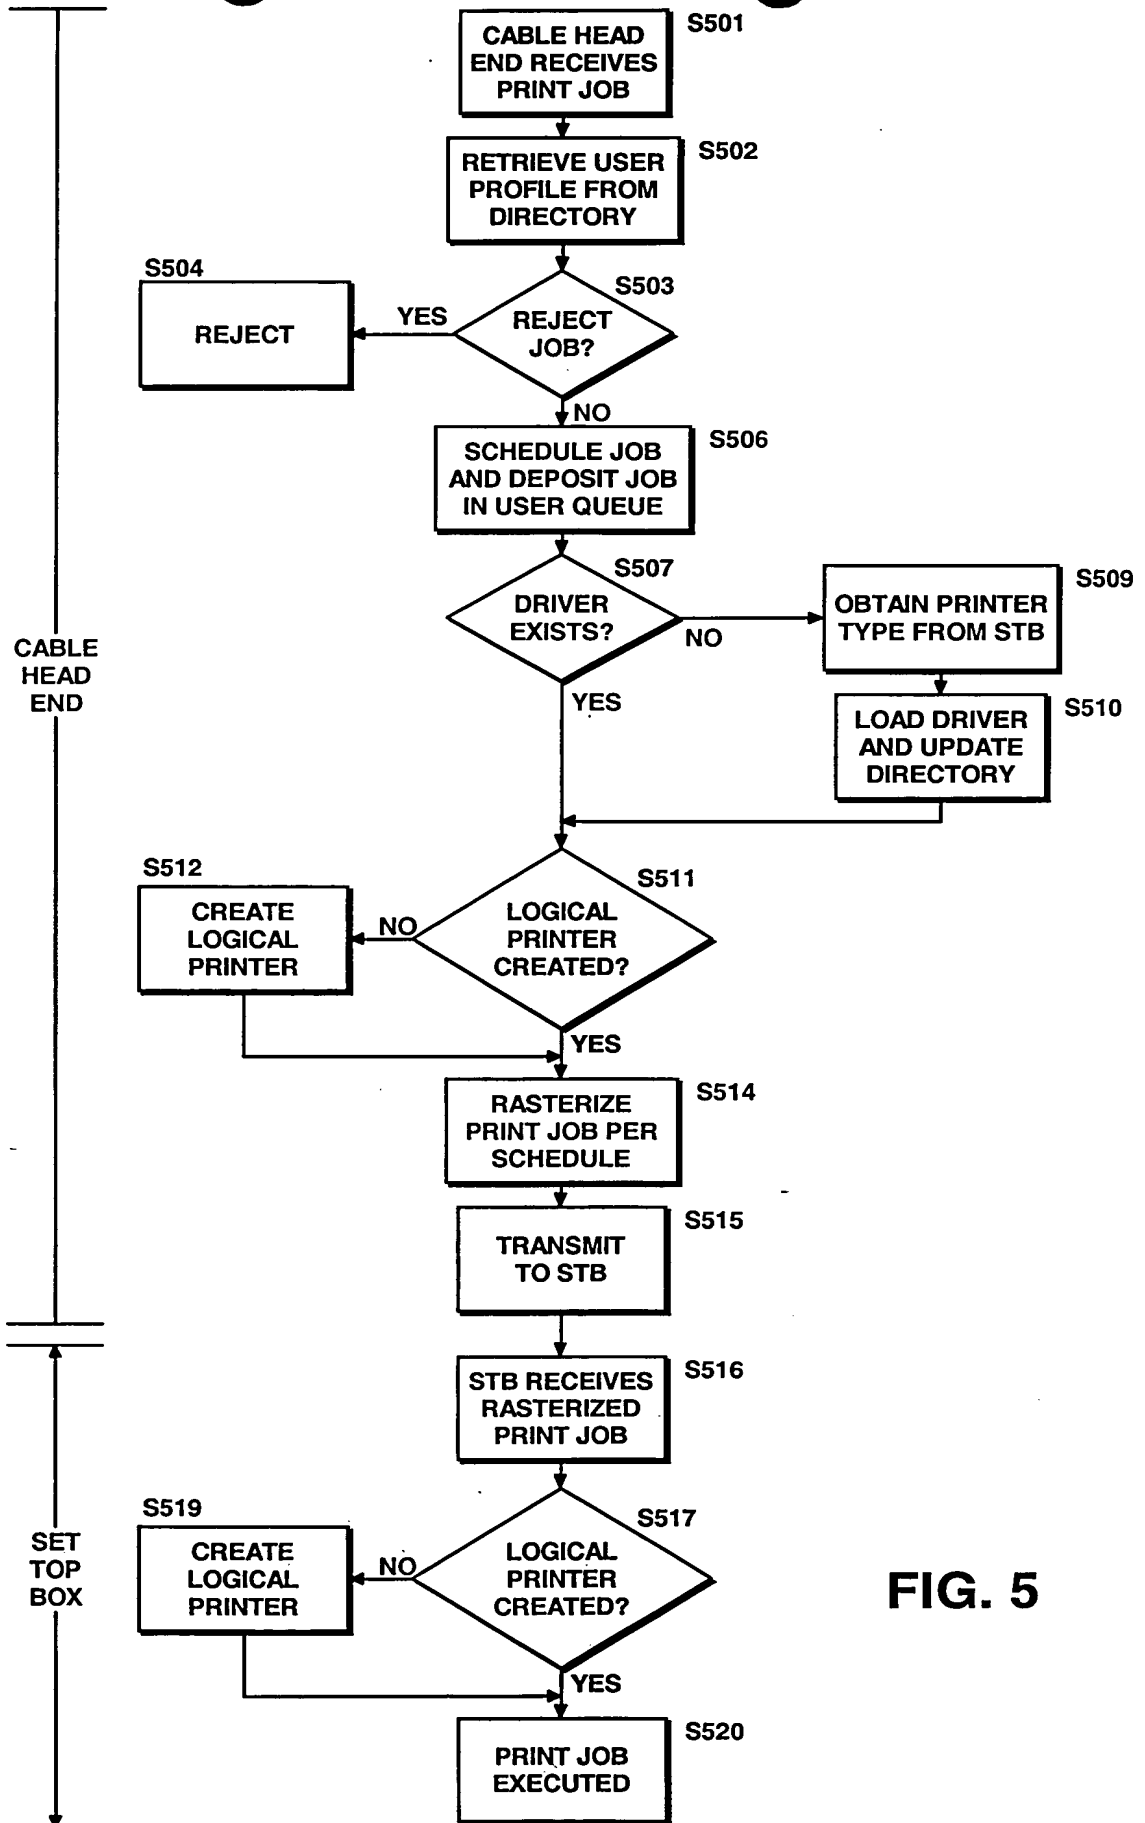 S501
CABLE HEAD
END RECEIVES
PRINT JOB
S502
RETRIEVE USER
PROFILE FROM
DIRECTORY
S504
REJECT
YES
S503
REJECT
JOB?
NO
S506
SCHEDULE JOB
AND DEPOSIT JOB
IN USER QUEUE
S507
DRIVER
EXISTS?
NO
YES
S509
OBTAIN PRINTER
TYPE FROM STB
S510
LOAD DRIVER
AND UPDATE
DIRECTORY
CABLE
HEAD
END
S512
CREATE
LOGICAL
PRINTER
NO
S511
LOGICAL
PRINTER
CREATED?
YES
S514
RASTERIZE
PRINT JOB PER
SCHEDULE
S515
TRANSMIT
TO STB
S516
STB RECEIVES
RASTERIZED
PRINT JOB
SET
TOP
BOX
S519
CREATE
LOGICAL
PRINTER
NO
S517
LOGICAL
PRINTER
CREATED?
YES
S520
PRINT JOB
EXECUTED
FIG. 5